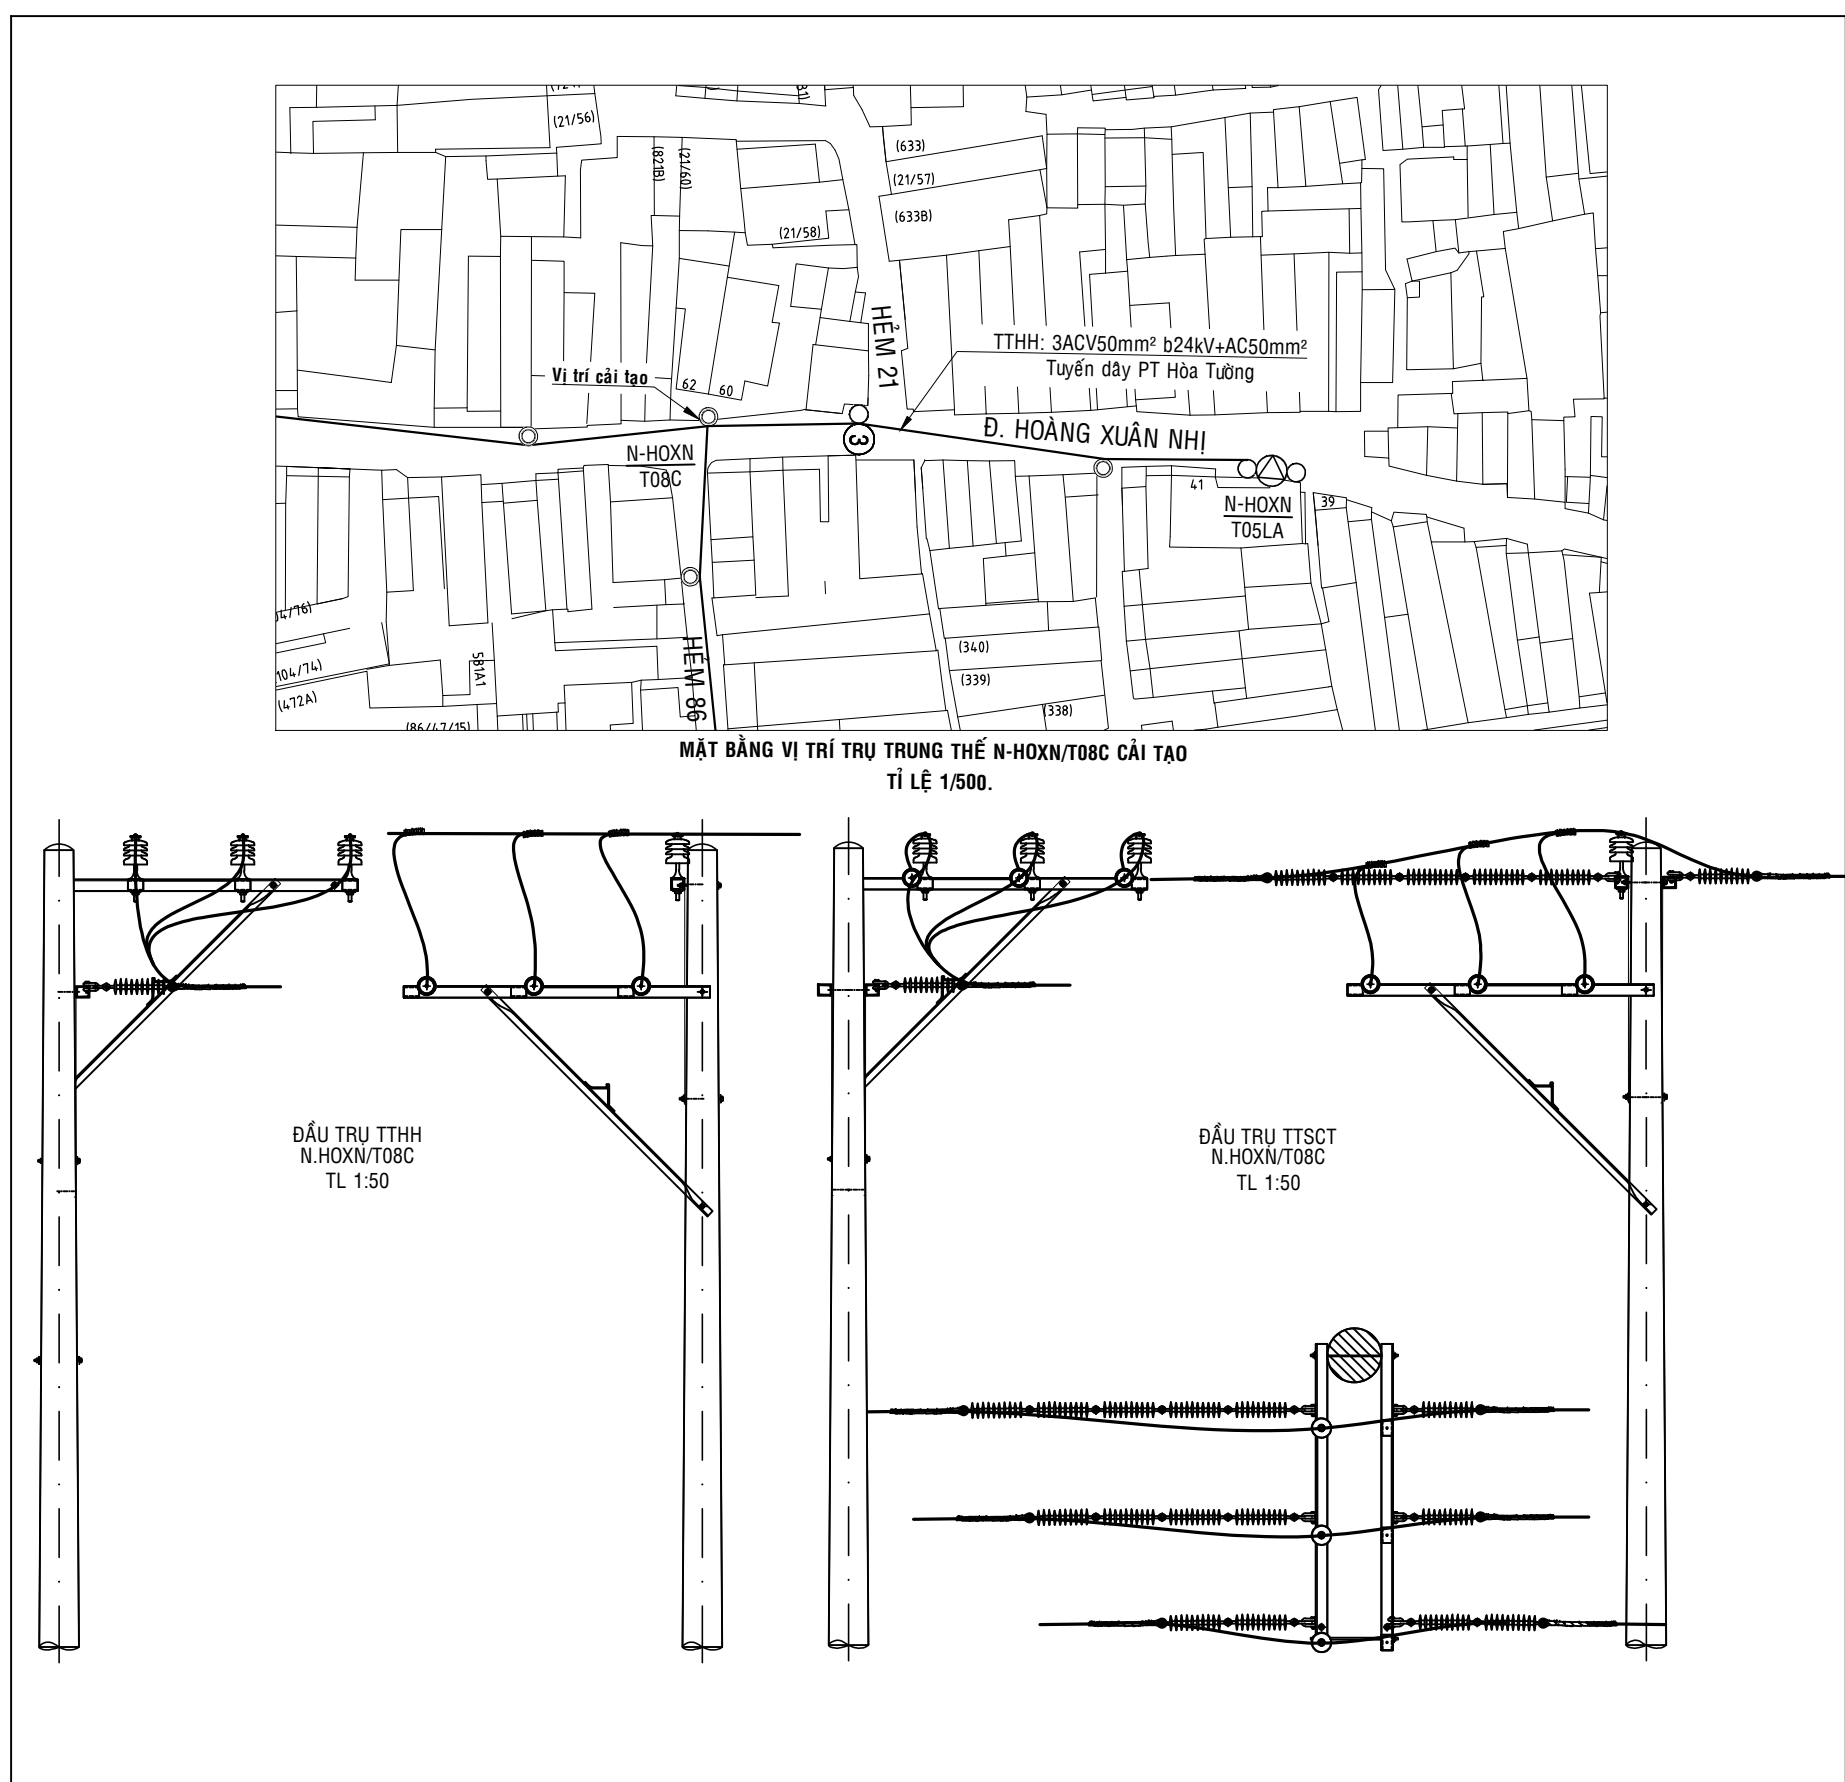 (21/56)
(821B)
(21/60)
(21/58)
(633)
(21/57)
(633B)
HẺM 21
TTHH: 3ACV50mm² b24kV+AC50mm²
Tuyến dây PT Hòa Tường
Vị trí cải tạo
62
60
3
Đ. HOÀNG XUÂN NHỊ
N-HOXN
T08C
41
N-HOXN
T05LA
39
104/74)
(472A)
581A1
(86/47/15)
HẺM 86
(340)
(339)
(338)
MẶT BẰNG VỊ TRÍ TRỤ TRUNG THẾ N-HOXN/T08C CẢI TẠO
TỈ LỆ 1/500.
ĐẦU TRỤ TTHH
N.HOXN/T08C
TL 1:50
ĐẦU TRỤ TTSCT
N.HOXN/T08C
TL 1:50